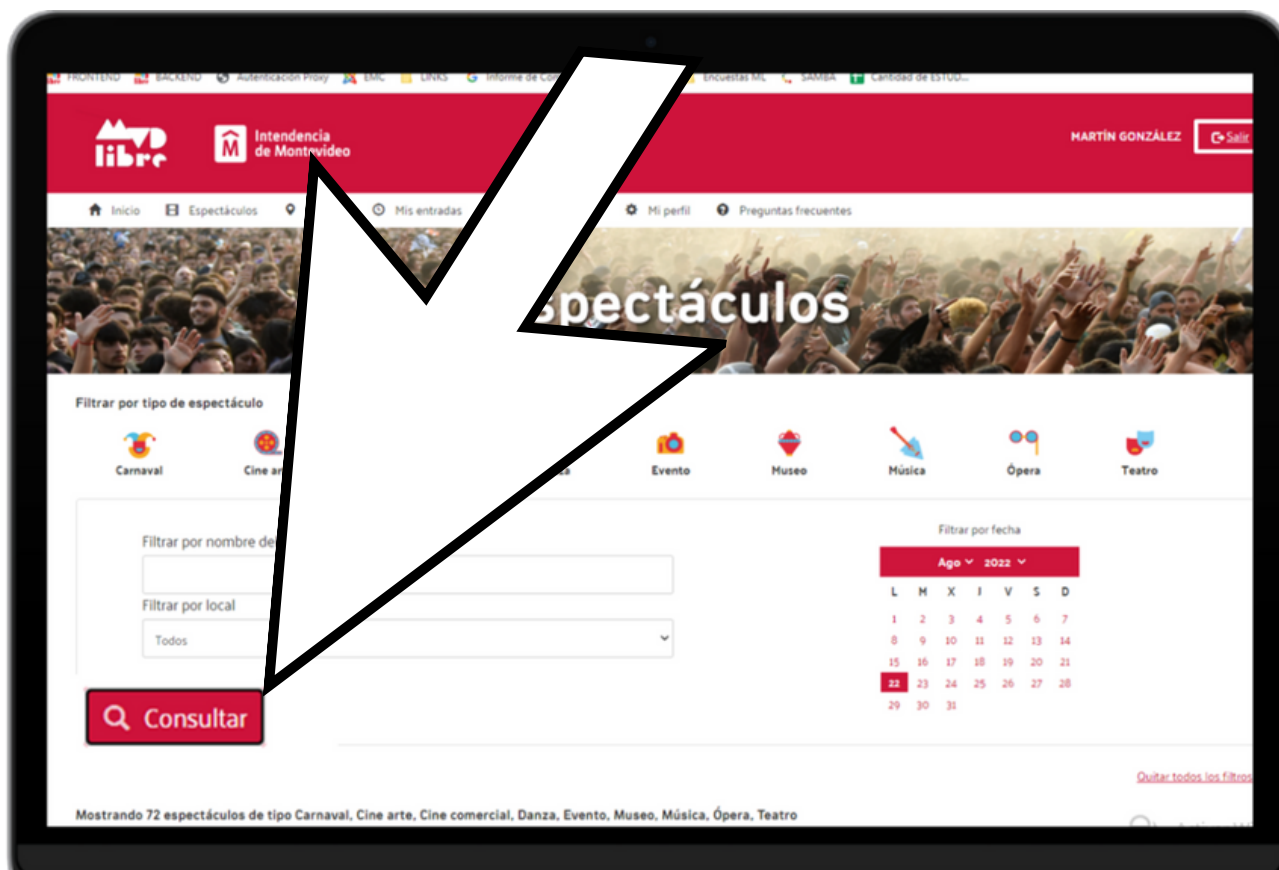 FRONTEND BACKEND Autenticación Proxy EMC LINKS Informe de Encuestas ML SAMBA Cantidad de ESTUD...
MVD
libre
Intendencia
de Montevideo
MARTÍN GONZÁLEZ
Salir
Inicio Espectáculos Mis entradas Mi perfil Preguntas frecuentes
spectáculos
Filtrar por tipo de espectáculo
Carnaval Cine Evento Museo Música Ópera Teatro
Filtrar por nombre
Filtrar por local
Todos
Consultar
Filtrar por fecha
Ago 2022
L M X J V S D
1 2 3 4 5 6 7
8 9 10 11 12 13 14
15 16 17 18 19 20 21
22 23 24 25 26 27 28
29 30 31
Quitar todos los filtros
Mostrando 72 espectáculos de tipo Carnaval, Cine arte, Cine comercial, Danza, Evento, Museo, Música, Ópera, Teatro